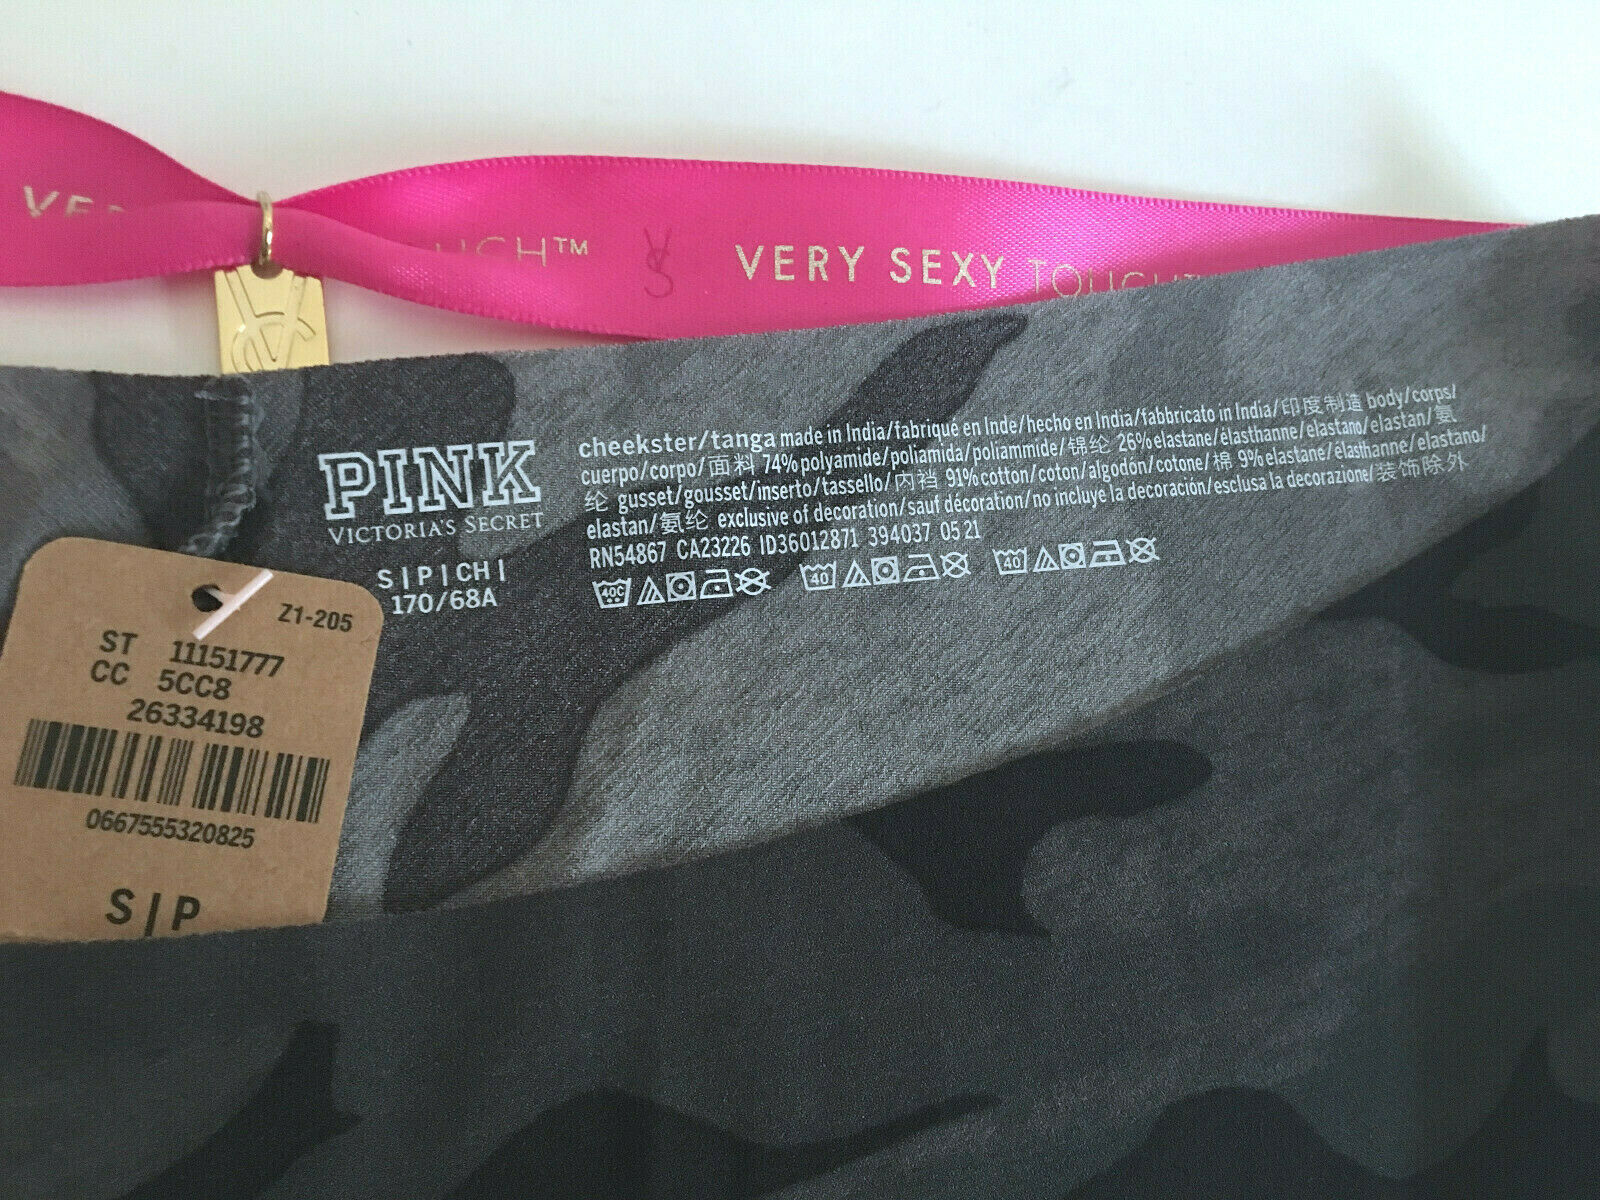 VERY SEXY TOUCH™
PINK
VICTORIA'S SECRET
S | P | CH |
170/68A
cheekster/tanga made in India/fabriqué en Inde/hecho en India/fabbricato in India/印度制造 body/corps/
cuerpo/corpo/面料 74% polyamide/poliamida/poliammide/锦纶 26% elastane/élasthanne/elastano/elastan/氨
纶 gusset/gousset/inserto/tassello/内裆 91% cotton/coton/algodón/cotone/棉 9% elastane/élasthanne/elastano/
elastan/氨纶 exclusive of decoration/sauf décoration/no incluye la decoración/esclusa la decorazione/装饰除外
RN54867 CA23226 ID36012871 394037 05 21
40C 40 40
Z1-205
ST 11151777
CC 5CC8
26334198
0667555320825
S | P